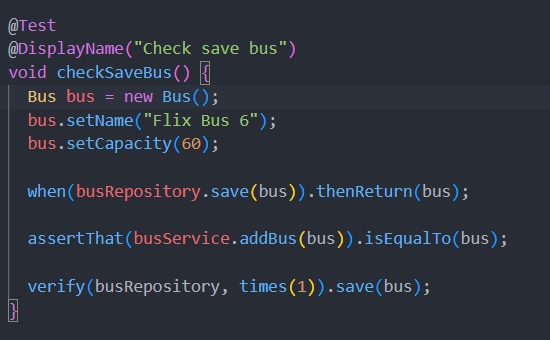 @Test
@DisplayName("Check save bus")
void checkSaveBus() {
Bus bus = new Bus();
bus.setName("Flix Bus 6");
bus.setCapacity(60);
when(busRepository.save(bus)).thenReturn(bus);
assertThat(busService.addBus(bus)).isEqualTo(bus);
verify(busRepository, times(1)).save(bus);
}